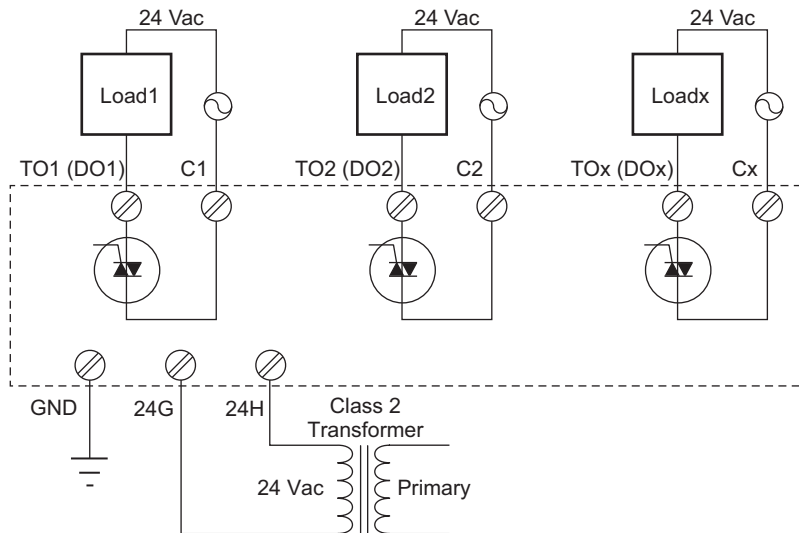 24 Vac 24 Vac 24 Vac
Load1 Load2 Loadx
TO1 (DO1) C1 TO2 (DO2) C2 TOx (DOx) Cx
GND 24G 24H Class 2
Transformer
24 Vac Primary